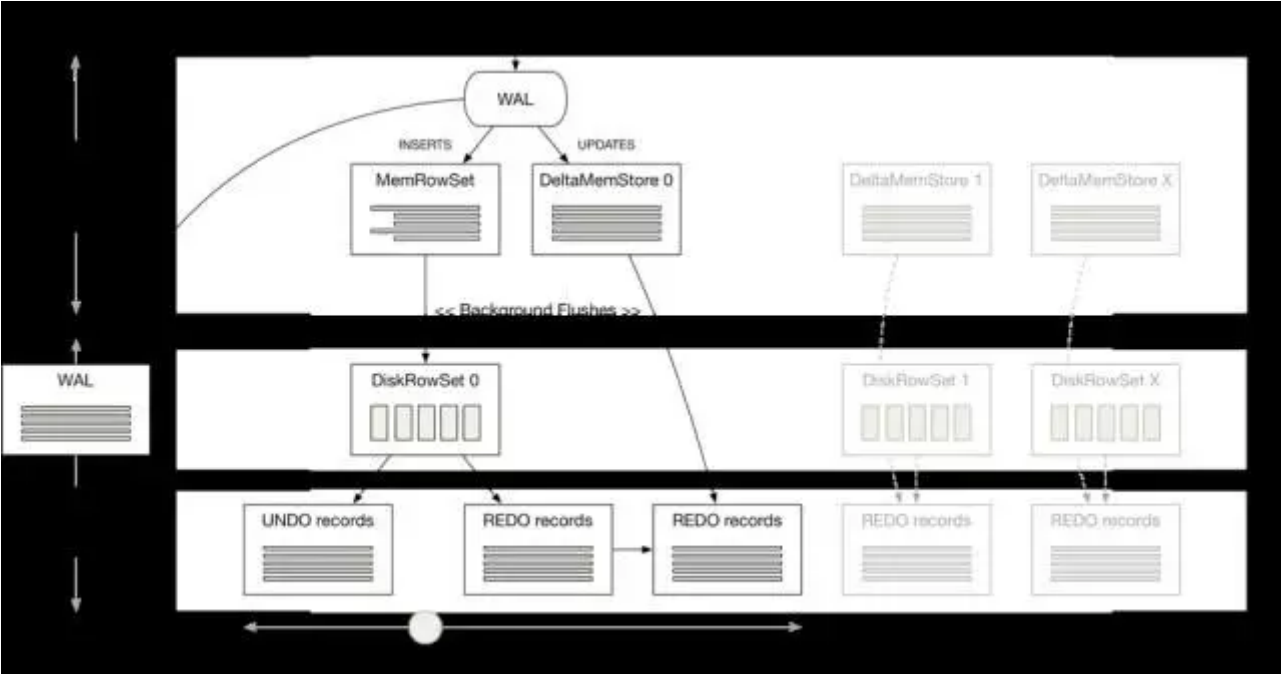 WAL
INSERTS
UPDATES
MemRowSet
DeltaMemStore 0
DeltaMemStore 1
DeltaMemStore X
<< Background Flushes >>
WAL
DiskRowSet 0
DiskRowSet 1
DiskRowSet X
UNDO records
REDO records
REDO records
REDO records
REDO records